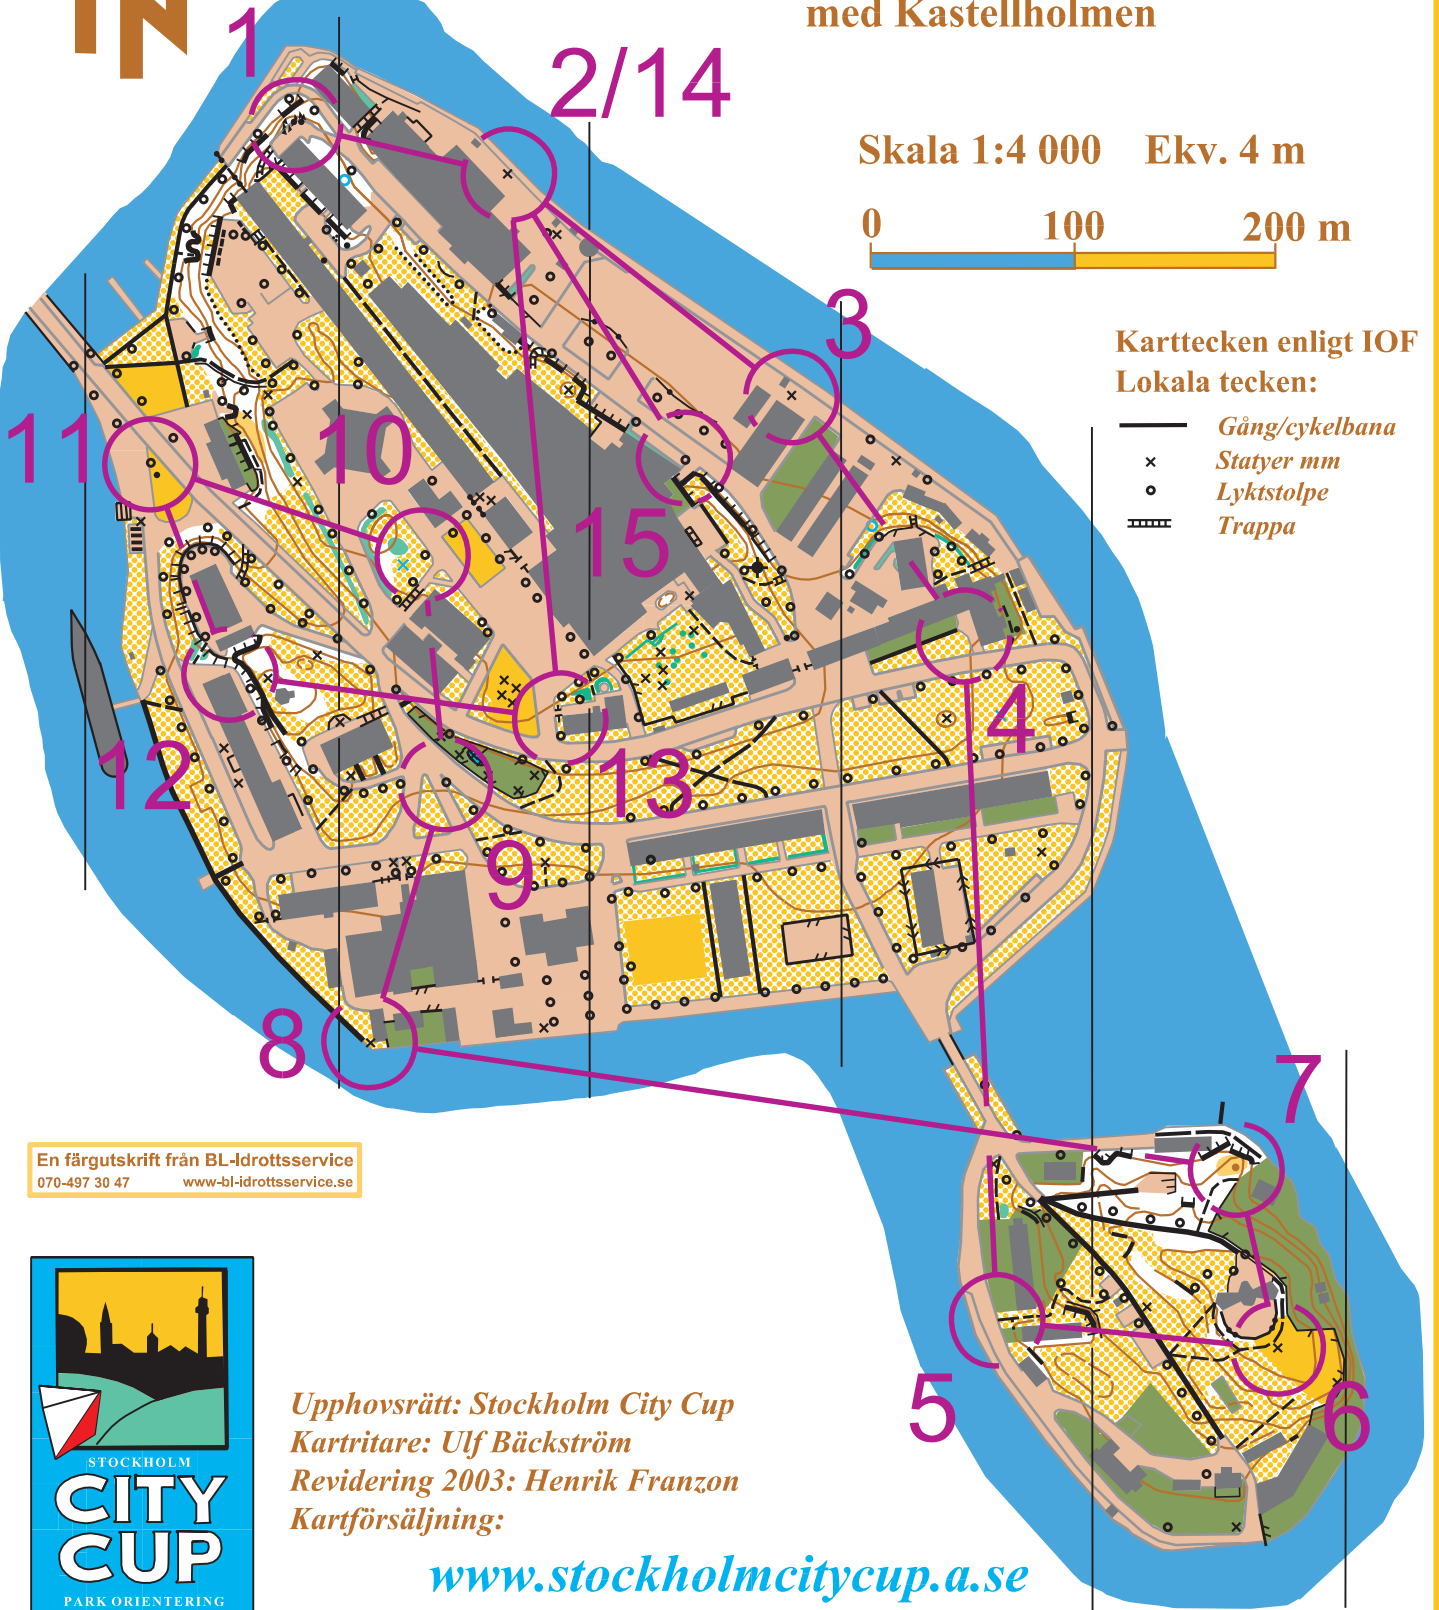 med Kastellholmen
Skala 1:4 000 Ekv. 4 m
0 100 200 m
Karttecken enligt IOF
Lokala tecken:
Gång/cykelbana
Statyer mm
Lyktstolpe
Trappa
1
2/14
3
11
10
15
4
12
13
9
8
7
5
6
En färgutskrift från BL-Idrottsservice
070-497 30 47 www-bl-idrottsservice.se
STOCKHOLM
CITY
CUP
PARK ORIENTERING
Upphovsrätt: Stockholm City Cup
Kartritare: Ulf Bäckström
Revidering 2003: Henrik Franzon
Kartförsäljning:
www.stockholmcitycup.a.se